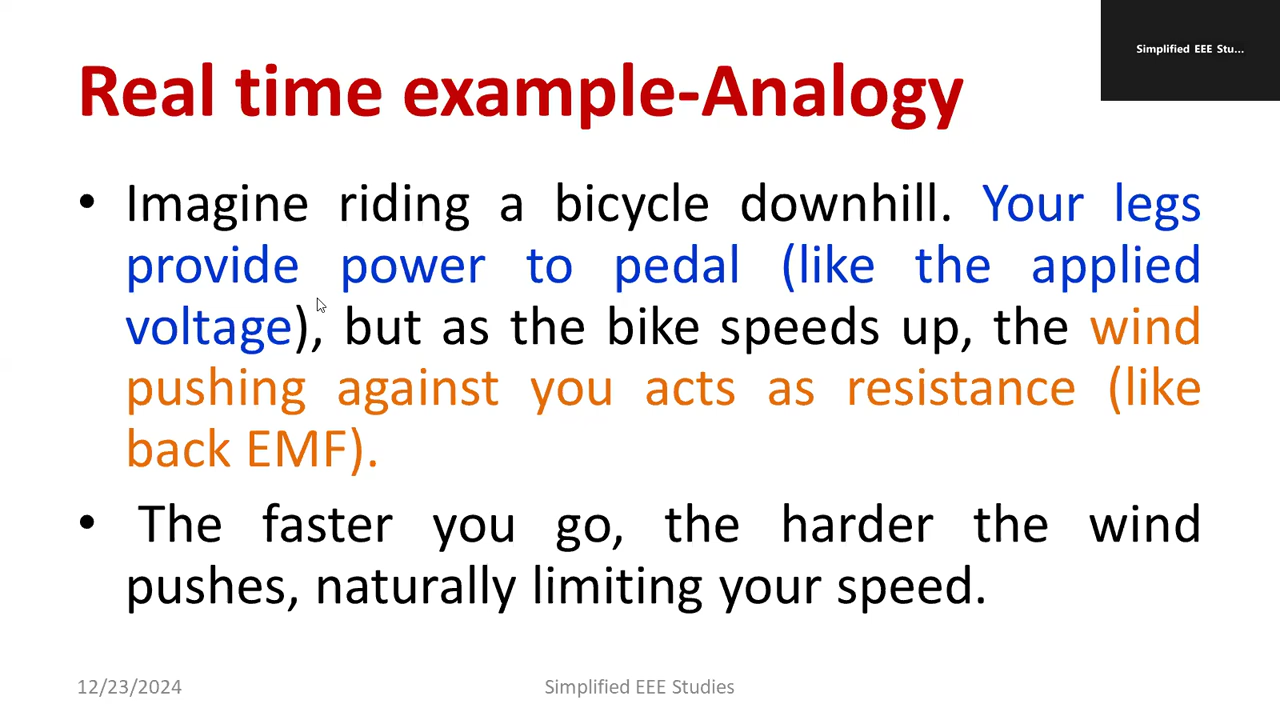 Simplified EEE Stu...
Real time example-Analogy
• Imagine riding a bicycle downhill. Your legs
provide power to pedal (like the applied
voltage), but as the bike speeds up, the wind
pushing against you acts as resistance (like
back EMF).
• The faster you go, the harder the wind
pushes, naturally limiting your speed.
12/23/2024
Simplified EEE Studies